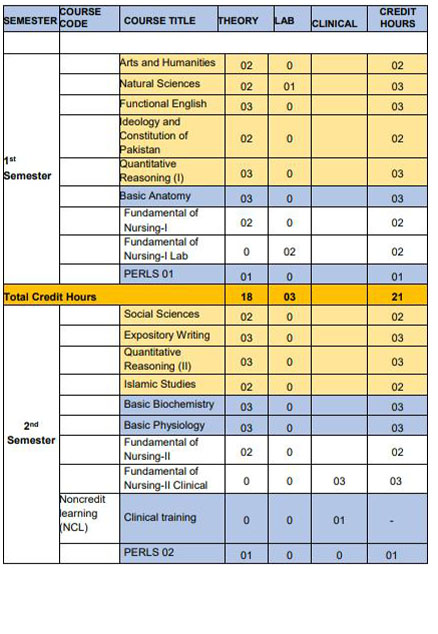 SEMESTER COURSE CODE COURSE TITLE THEORY LAB CLINICAL CREDIT HOURS
1st Semester
Arts and Humanities 02 0 02
Natural Sciences 02 01 03
Functional English 03 0 03
Ideology and
Constitution of
Pakistan 02 0 02
Quantitative
Reasoning (I) 03 0 03
Basic Anatomy 03 0 03
Fundamental of
Nursing-I 02 0 02
Fundamental of
Nursing-I Lab 0 02 02
PERLS 01 01 0 01
Total Credit Hours 18 03 21
2nd Semester
Social Sciences 02 0 02
Expository Writing 03 0 03
Quantitative
Reasoning (II) 03 0 03
Islamic Studies 02 0 02
Basic Biochemistry 03 0 03
Basic Physiology 03 0 03
Fundamental of
Nursing-II 02 0 02
Fundamental of
Nursing-II Clinical 0 0 03 03
Noncredit
learning
(NCL) Clinical training 0 0 01 -
PERLS 02 01 0 0 01